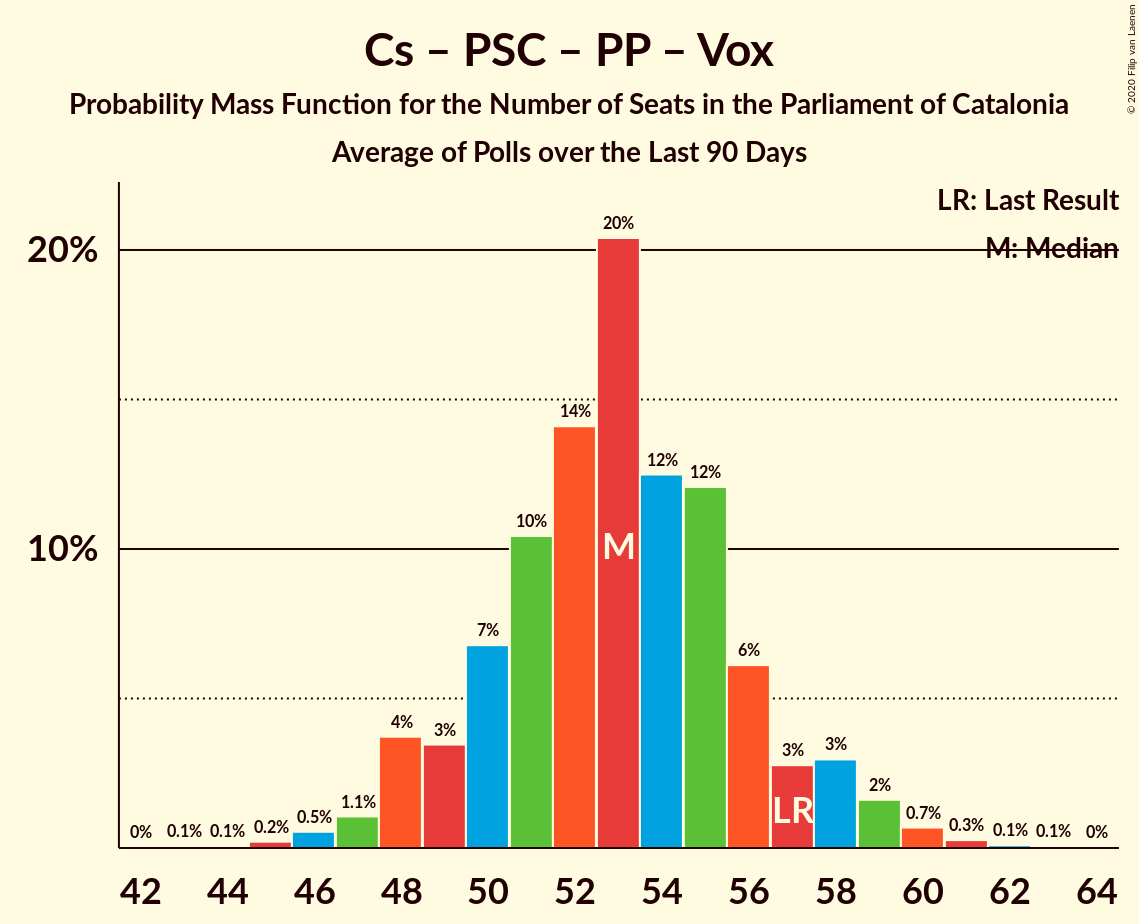 Cs – PSC – PP – Vox
Probability Mass Function for the Number of Seats in the Parliament of Catalonia
Average of Polls over the Last 90 Days
© 2020 Filip van Laenen
LR: Last Result
M: Median
20%
10%
0% 0.1% 0.1% 0.2% 0.5% 1.1% 4% 3% 7% 10% 14% 20% 12% 12% 6% 3% 3% 2% 0.7% 0.3% 0.1% 0.1% 0%
M
LR
42 44 46 48 50 52 54 56 58 60 62 64